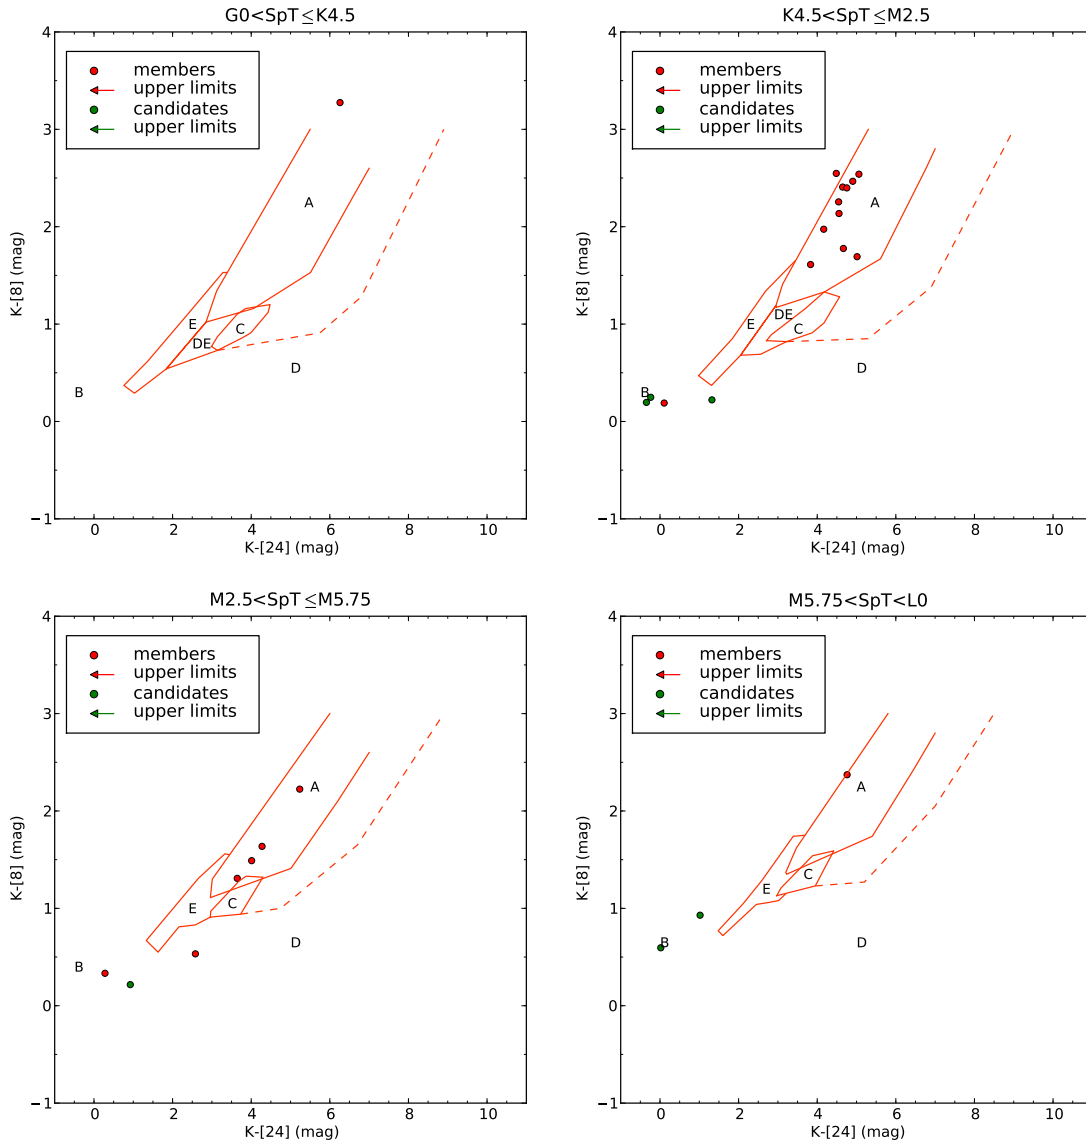 G0<SpT≤K4.5
members
upper limits
candidates
upper limits
A
E
DE
C
D
B
4
3
2
1
0
−1
0 2 4 6 8 10
K-[8] (mag)
K-[24] (mag)
K4.5<SpT≤M2.5
members
upper limits
candidates
upper limits
A
DE
E
C
D
B
4
3
2
1
0
−1
0 2 4 6 8 10
K-[8] (mag)
K-[24] (mag)
M2.5<SpT≤M5.75
members
upper limits
candidates
upper limits
A
C
E
D
B
4
3
2
1
0
−1
0 2 4 6 8 10
K-[8] (mag)
K-[24] (mag)
M5.75<SpT<L0
members
upper limits
candidates
upper limits
A
C
E
B
D
4
3
2
1
0
−1
0 2 4 6 8 10
K-[8] (mag)
K-[24] (mag)